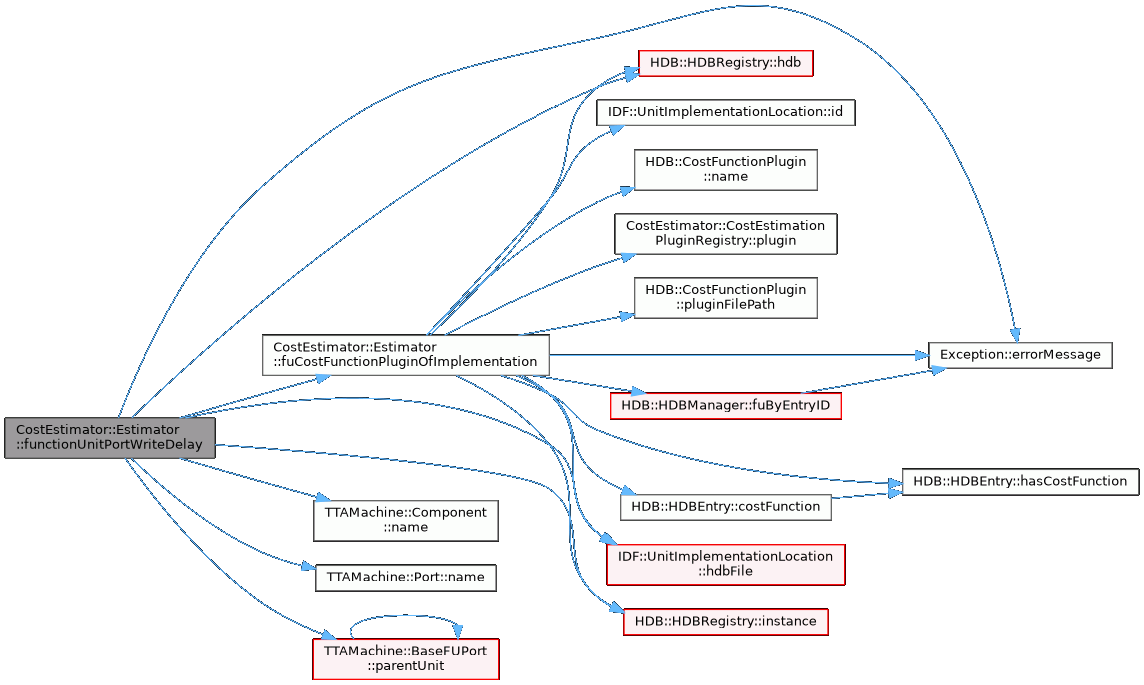 HDB::HDBRegistry::hdb
IDF::UnitImplementationLocation::id
HDB::CostFunctionPlugin
::name
CostEstimator::CostEstimation
PluginRegistry::plugin
HDB::CostFunctionPlugin
::pluginFilePath
CostEstimator::Estimator
::fuCostFunctionPluginOfImplementation
Exception::errorMessage
HDB::HDBManager::fuByEntryID
CostEstimator::Estimator
::functionUnitPortWriteDelay
HDB::HDBEntry::hasCostFunction
HDB::HDBEntry::costFunction
TTAMachine::Component
::name
IDF::UnitImplementationLocation
::hdbFile
TTAMachine::Port::name
HDB::HDBRegistry::instance
TTAMachine::BaseFUPort
::parentUnit